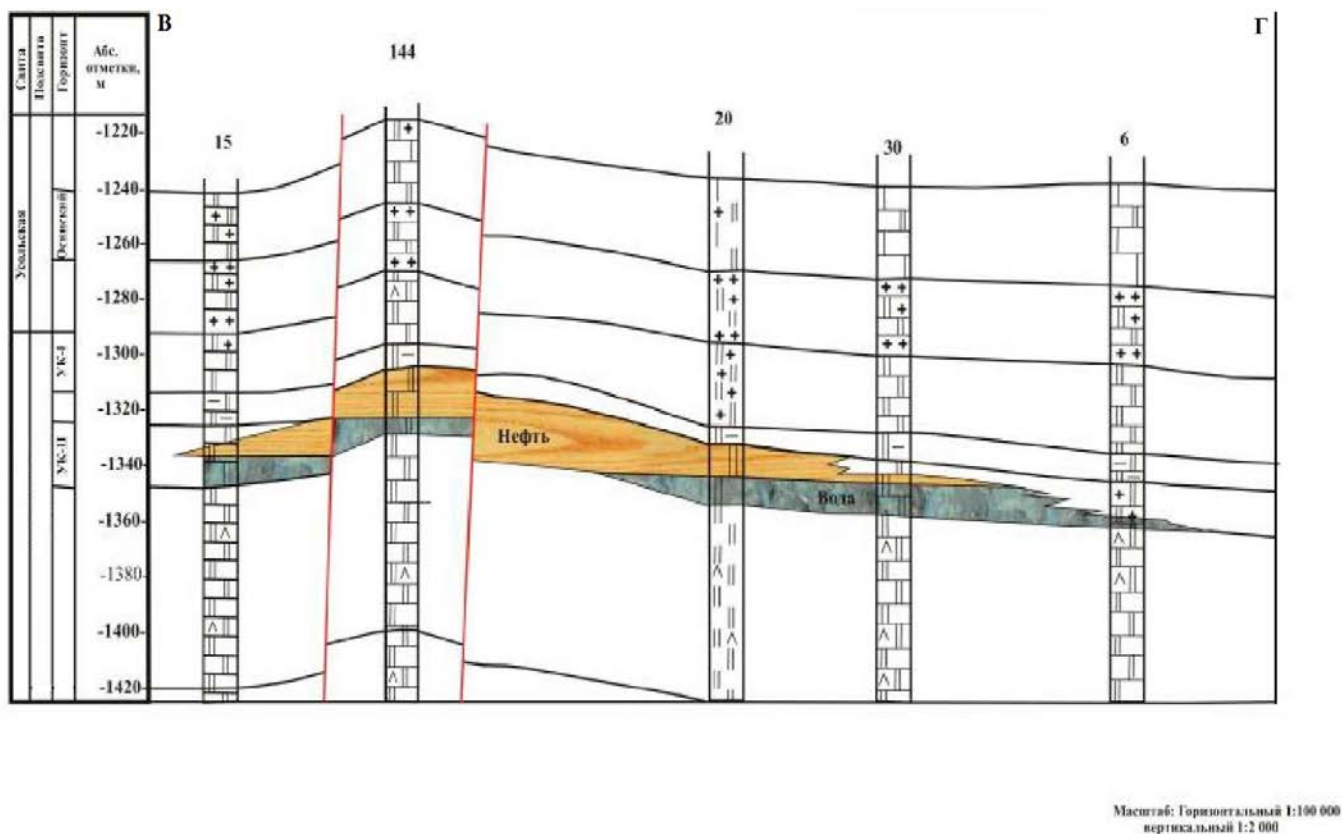 В
Г
Свита
Подсвита
Горизонт
Абс.
отметки,
м
144
15
20
30
6
-1220-
-1240-
-1260-
-1280-
-1300-
-1320-
-1340-
-1360-
-1380-
-1400-
-1420-
Усольская
Осинский
УК-I
УК-II
Нефть
Вода
Масштаб: Горизонтальный 1:100 000
вертикальный 1:2 000